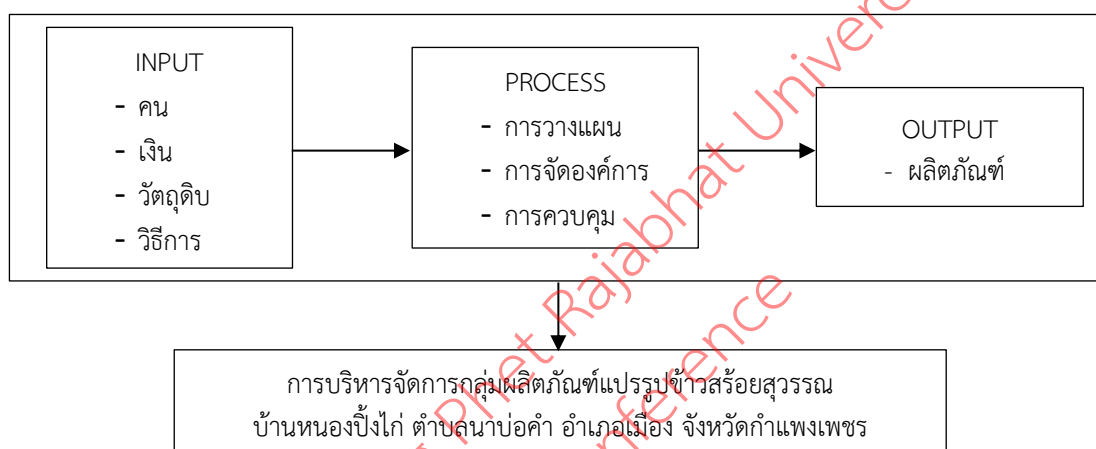 INPUT
- คน
- เงิน
- วัตถุดิบ
- วิธีการ
PROCESS
- การวางแผน
- การจัดองค์การ
- การควบคุม
OUTPUT
- ผลิตภัณฑ์
การบริหารจัดการกลุ่มผลิตภัณฑ์แปรรูปข้าวสร้อยสุวรรณ
บ้านหนองปิ้งไก่ ตำบลนาบ่อคำ อำเภอเมือง จังหวัดกำแพงเพชร
Phet Rajabhat Univer
nference